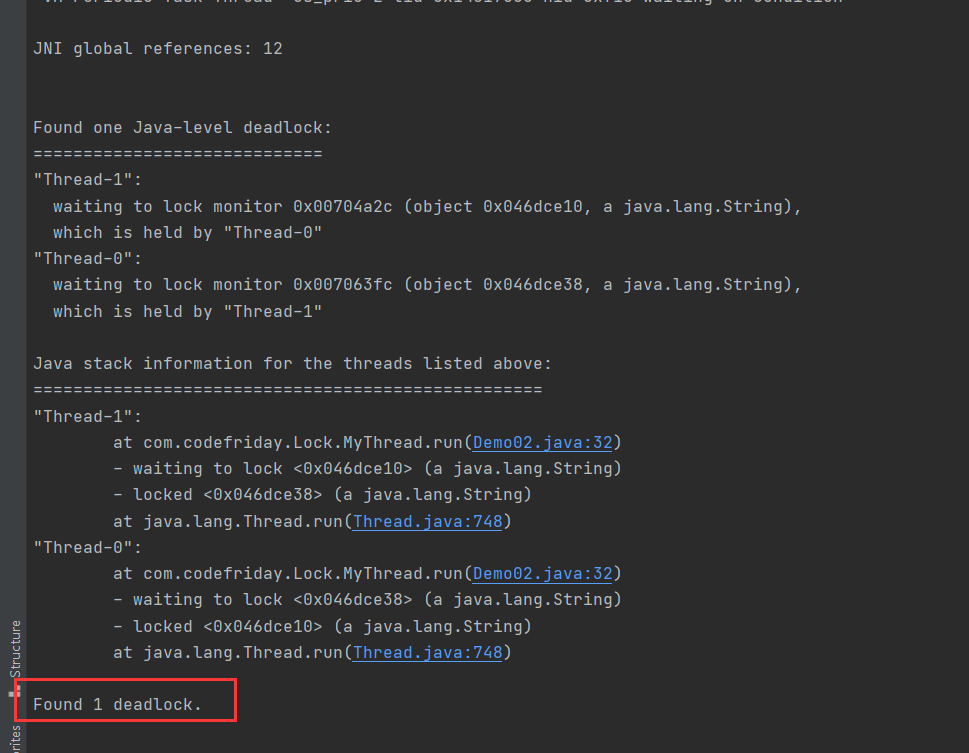 JNI global references: 12
Found one Java-level deadlock:
=============================
"Thread-1":
waiting to lock monitor 0x00704a2c (object 0x046dce10, a java.lang.String),
which is held by "Thread-0"
"Thread-0":
waiting to lock monitor 0x007063fc (object 0x046dce38, a java.lang.String),
which is held by "Thread-1"
Java stack information for the threads listed above:
===================================================
"Thread-1":
at com.codefriday.Lock.MyThread.run(Demo02.java:32)
- waiting to lock <0x046dce10> (a java.lang.String)
- locked <0x046dce38> (a java.lang.String)
at java.lang.Thread.run(Thread.java:748)
"Thread-0":
at com.codefriday.Lock.MyThread.run(Demo02.java:32)
- waiting to lock <0x046dce38> (a java.lang.String)
- locked <0x046dce10> (a java.lang.String)
at java.lang.Thread.run(Thread.java:748)
Found 1 deadlock.
Structure